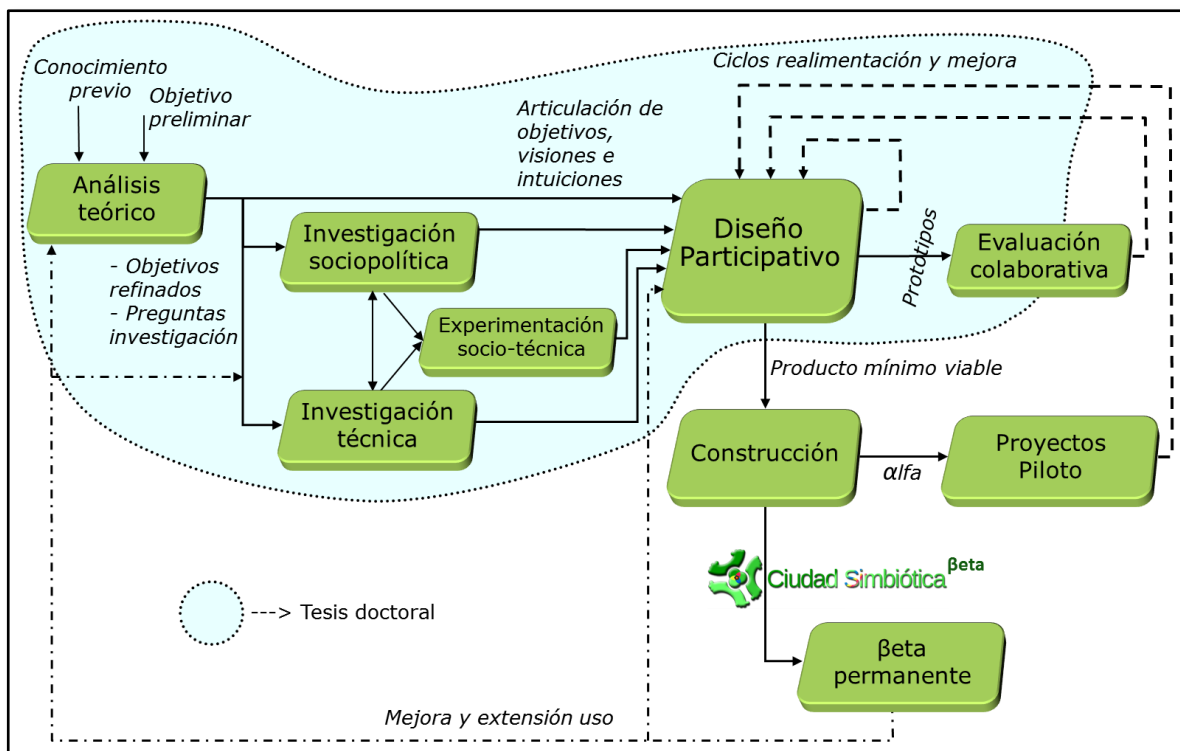 Conocimiento
previo
Objetivo
preliminar
Análisis
teórico
Articulación de
objetivos,
visiones e
intuiciones
Ciclos realimentación y mejora
- Objetivos
refinados
- Preguntas
investigación
Investigación
sociopolítica
Experimentación
socio-técnica
Investigación
técnica
Diseño
Participativo
Prototipos
Evaluación
colaborativa
Producto mínimo viable
Construcción
αlfa
Proyectos
Piloto
Ciudad Simbiótica βeta
---> Tesis doctoral
βeta
permanente
Mejora y extensión uso